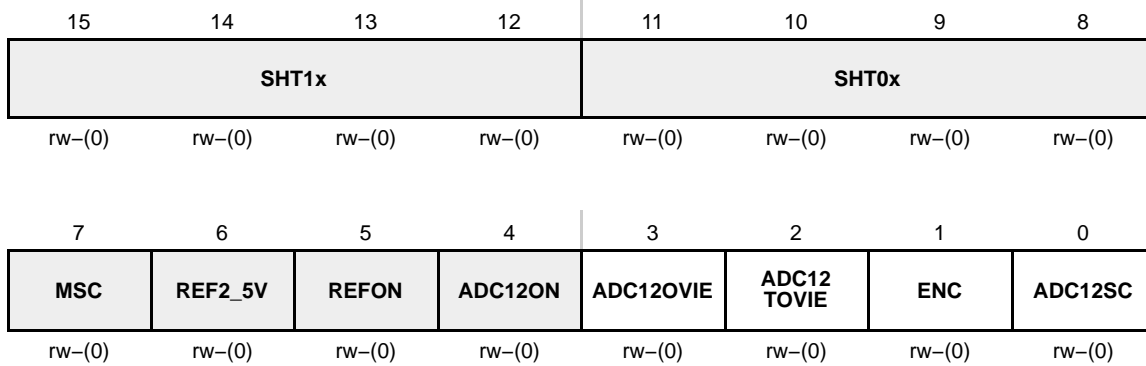 15 14 13 12 11 10 9 8
SHT1x SHT0x
rw−(0) rw−(0) rw−(0) rw−(0) rw−(0) rw−(0) rw−(0) rw−(0)
7 6 5 4 3 2 1 0
MSC REF2_5V REFON ADC12ON ADC12OVIE ADC12
TOVIE ENC ADC12SC
rw−(0) rw−(0) rw−(0) rw−(0) rw−(0) rw−(0) rw−(0) rw−(0)